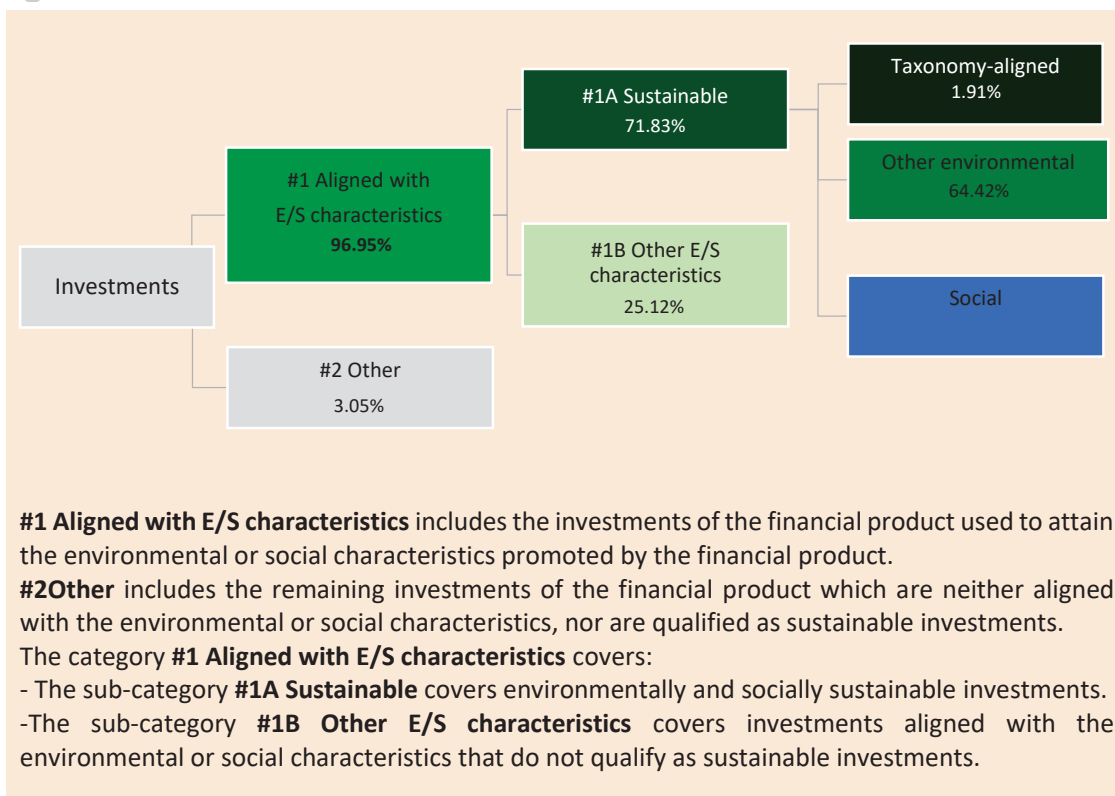 Investments
#1 Aligned with
E/S characteristics
96.95%
#2 Other
3.05%
#1A Sustainable
71.83%
#1B Other E/S
characteristics
25.12%
Taxonomy-aligned
1.91%
Other environmental
64.42%
Social
#1 Aligned with E/S characteristics includes the investments of the financial product used to attain
the environmental or social characteristics promoted by the financial product.
#2Other includes the remaining investments of the financial product which are neither aligned
with the environmental or social characteristics, nor are qualified as sustainable investments.
The category #1 Aligned with E/S characteristics covers:
- The sub-category #1A Sustainable covers environmentally and socially sustainable investments.
-The sub-category #1B Other E/S characteristics covers investments aligned with the
environmental or social characteristics that do not qualify as sustainable investments.